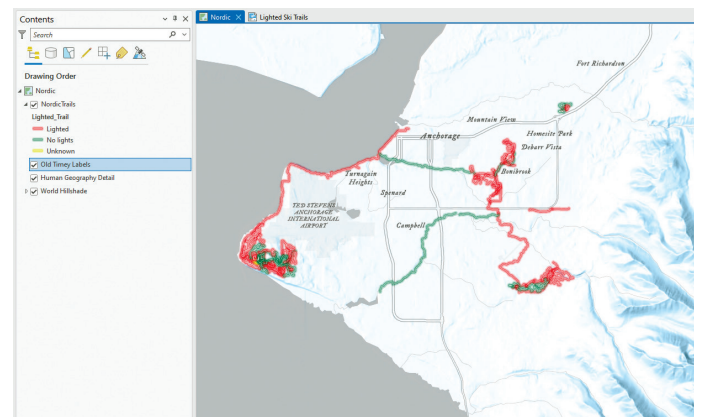 Contents
Search
Drawing Order
Nordic
NordicTrails
Lighted_Trail
Lighted
No lights
Unknown
Old Timey Labels
Human Geography Detail
World Hillshade
Nordic
Lighted Ski Trails
Fort Richardson
Mountain View
Anchorage
Homesite Park
Debarr Vista
Turnagain
Heights
Bonibrook
Spenard
TED STEVENS
ANCHORAGE
INTERNATIONAL
AIRPORT
Campbell